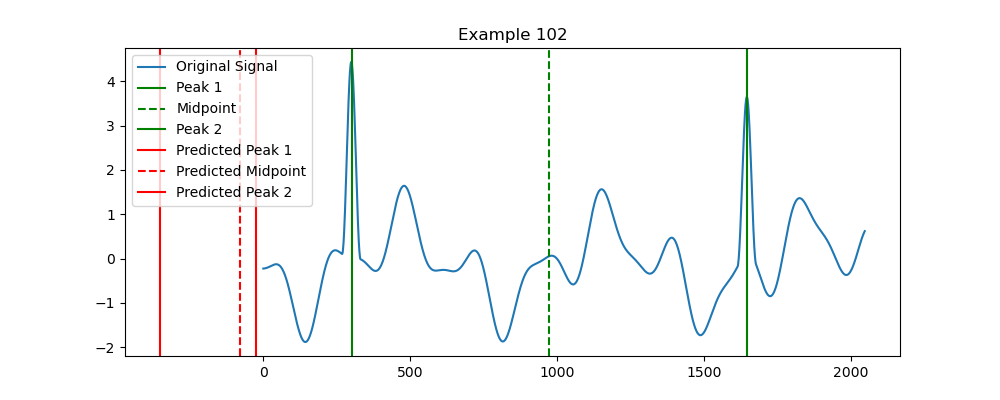 Example 102
Original Signal
Peak 1
Midpoint
Peak 2
Predicted Peak 1
Predicted Midpoint
Predicted Peak 2
4
3
2
1
0
−1
−2
0 500 1000 1500 2000